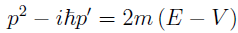 p² − iħp′ = 2m (E − V)